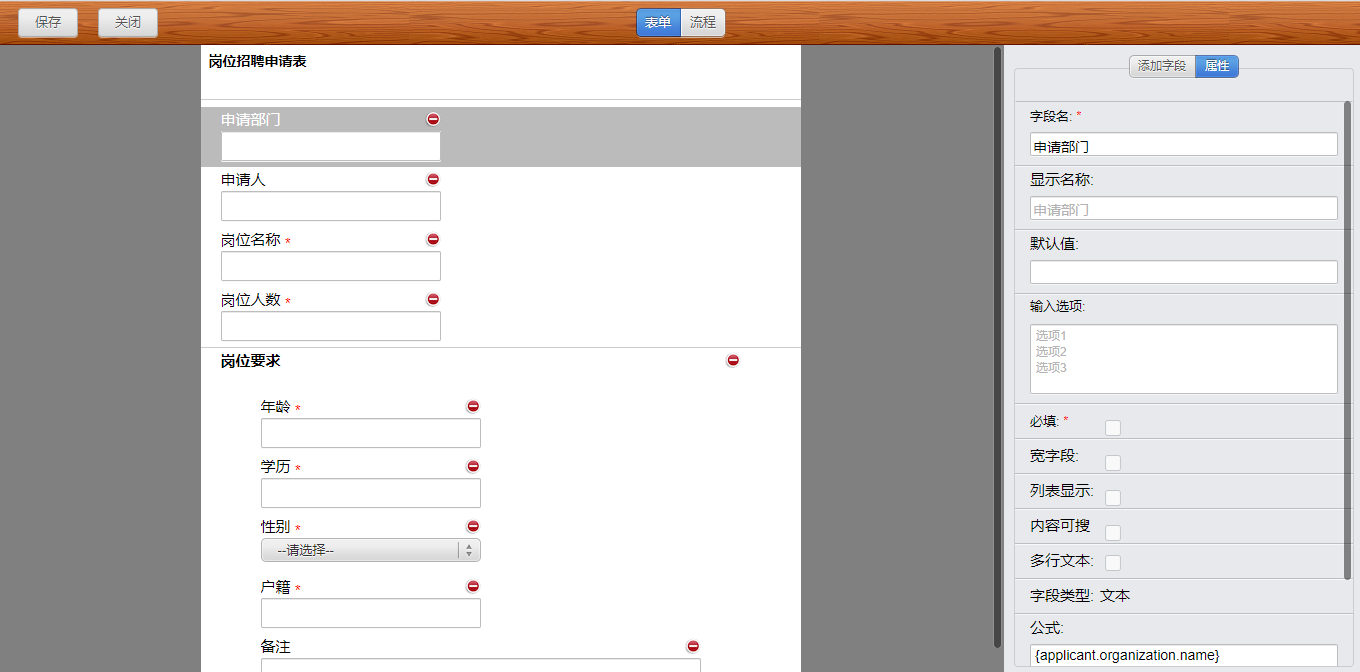 保存
关闭
表单
流程
岗位招聘申请表
申请部门
申请人
岗位名称 *
岗位人数 *
岗位要求
年龄 *
学历 *
性别 *
--请选择--
户籍 *
备注
添加字段
属性
字段名: *
申请部门
显示名称:
申请部门
默认值:
输入选项:
选项1
选项2
选项3
必填: *
宽字段:
列表显示:
内容可搜
多行文本:
字段类型: 文本
公式:
{applicant.organization.name}